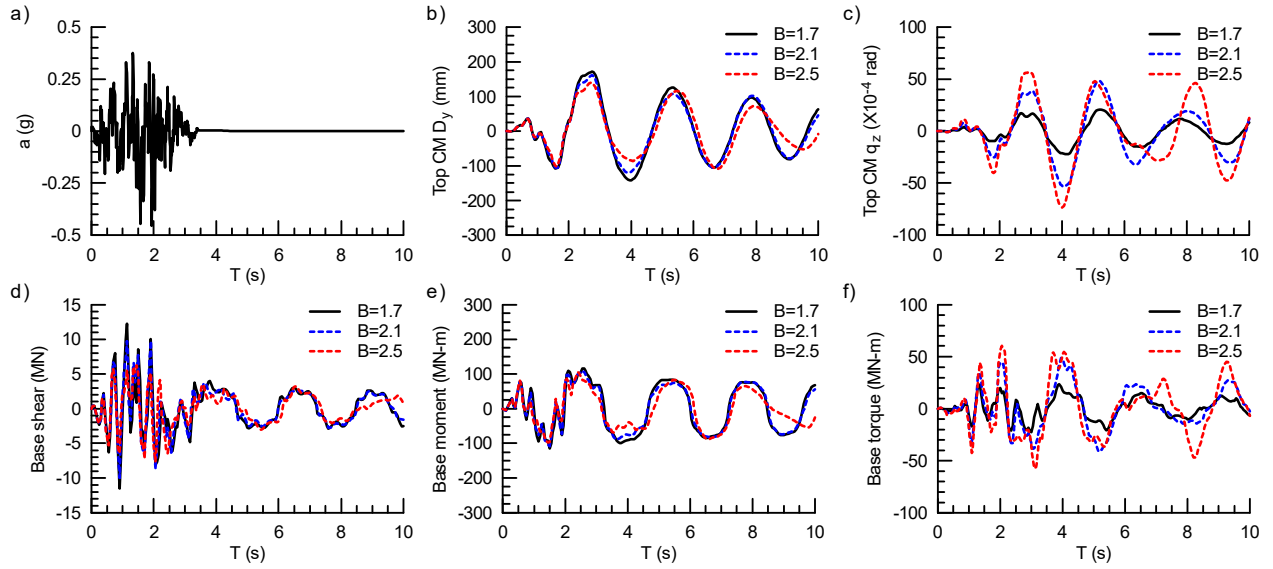 a)
0.5
0.25
0
-0.25
-0.5
a (g)
0 2 4 6 8 10
T (s)
b)
300
200
100
0
-100
-200
-300
Top CM Dy (mm)
B=1.7
B=2.1
B=2.5
0 2 4 6 8 10
T (s)
c)
100
50
0
-50
-100
Top CM qz (X10⁻⁴ rad)
B=1.7
B=2.1
B=2.5
0 2 4 6 8 10
T (s)
d)
15
10
5
0
-5
-10
-15
Base shear (MN)
B=1.7
B=2.1
B=2.5
0 2 4 6 8 10
T (s)
e)
300
200
100
0
-100
-200
-300
Base moment (MN-m)
B=1.7
B=2.1
B=2.5
0 2 4 6 8 10
T (s)
f)
100
50
0
-50
-100
Base torque (MN-m)
B=1.7
B=2.1
B=2.5
0 2 4 6 8 10
T (s)